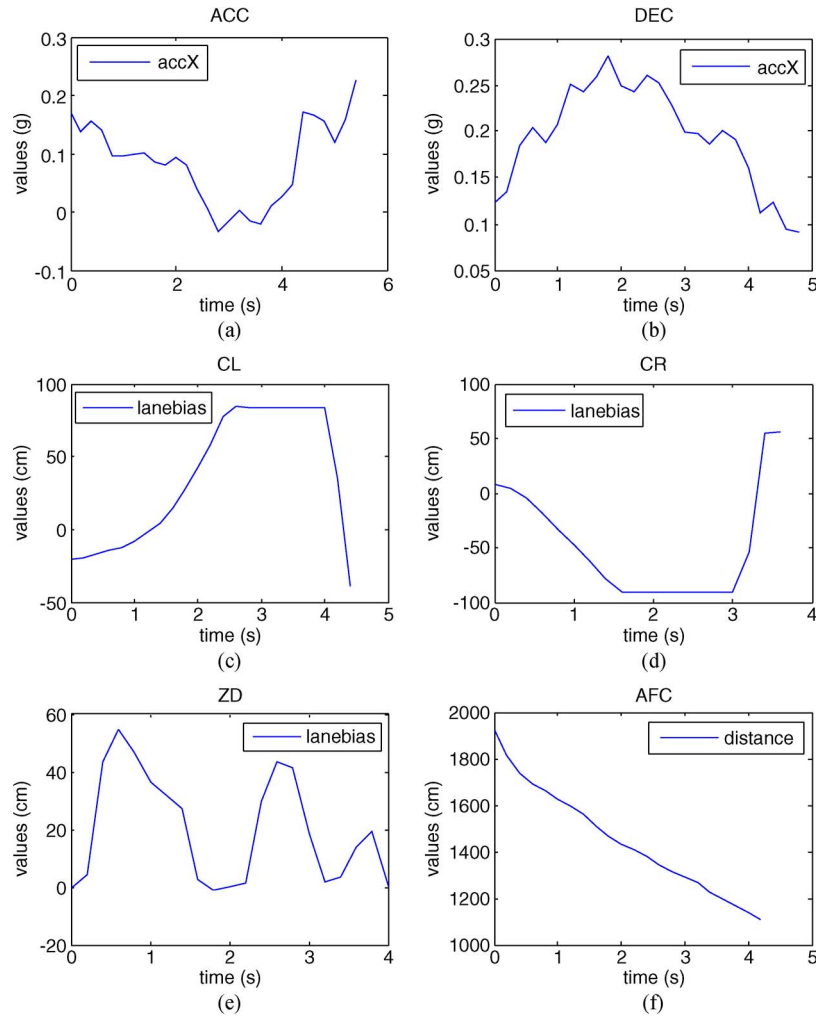 ACC
0.3
0.2
0.1
0
-0.1
values (g)
accX
0 2 4 6
time (s)
(a)
DEC
0.3
0.25
0.2
0.15
0.1
0.05
values (g)
accX
0 1 2 3 4 5
time (s)
(b)
CL
100
50
0
-50
values (cm)
lanebias
0 1 2 3 4 5
time (s)
(c)
CR
100
50
0
-50
-100
values (cm)
lanebias
0 1 2 3 4
time (s)
(d)
ZD
60
40
20
0
-20
values (cm)
lanebias
0 1 2 3 4
time (s)
(e)
AFC
2000
1800
1600
1400
1200
1000
values (cm)
distance
0 1 2 3 4 5
time (s)
(f)